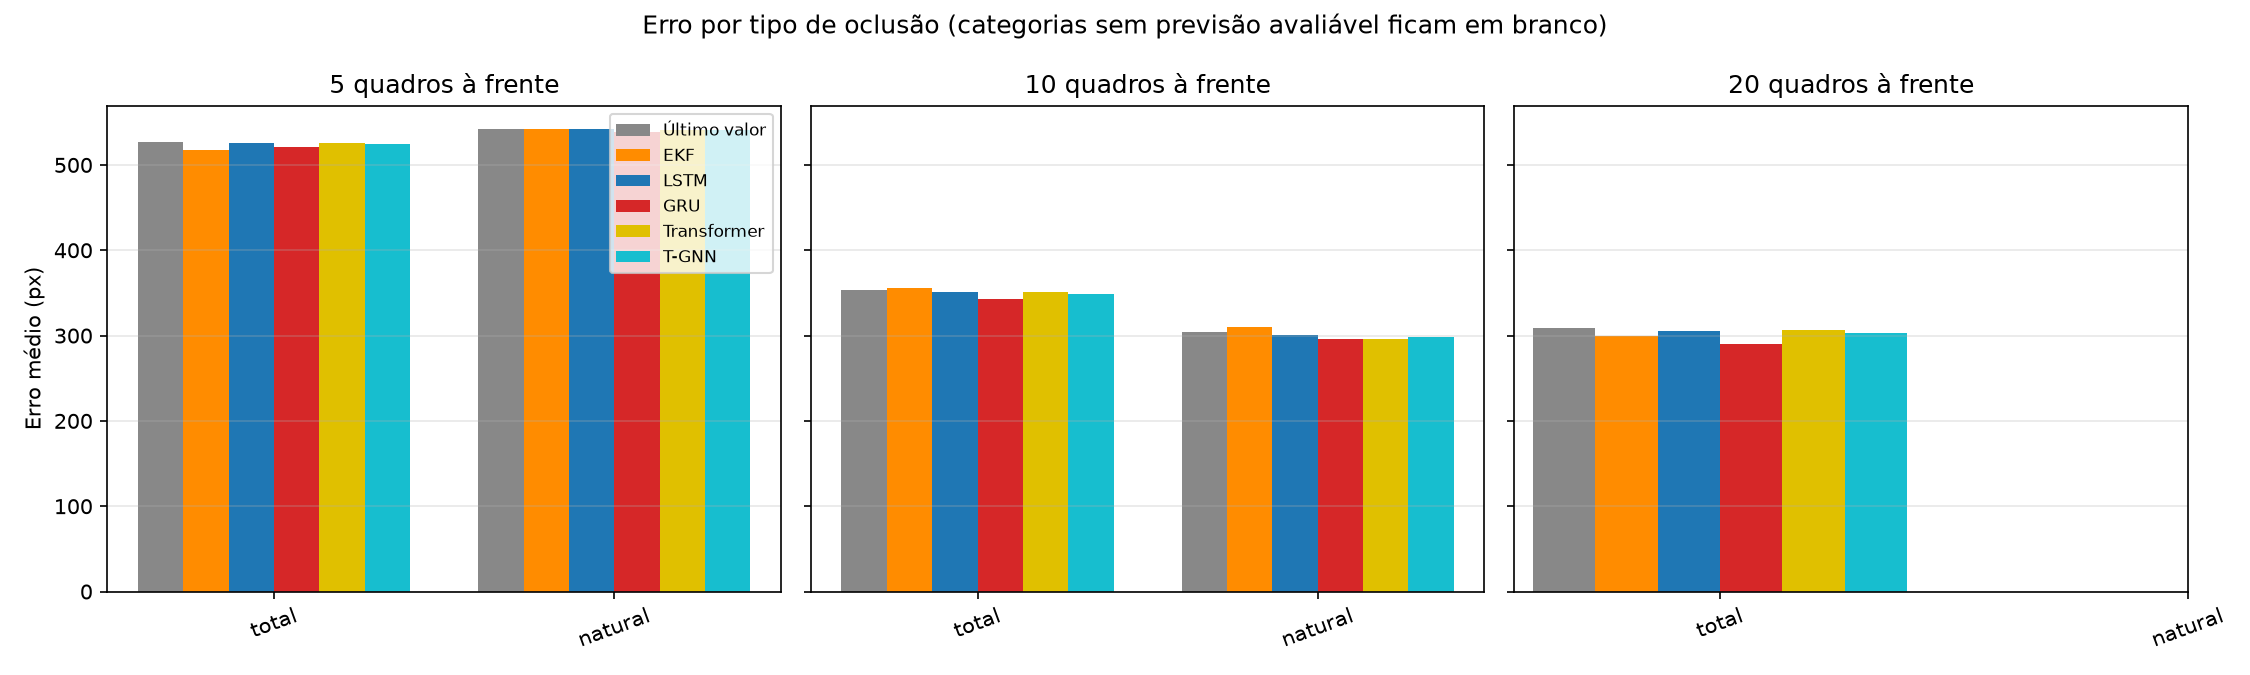 Erro por tipo de oclusão (categorias sem previsão avaliável ficam em branco)
5 quadros à frente
10 quadros à frente
20 quadros à frente
Erro médio (px)
500
400
300
200
100
0
Último valor
EKF
LSTM
GRU
Transformer
T-GNN
total
natural
total
natural
total
natural